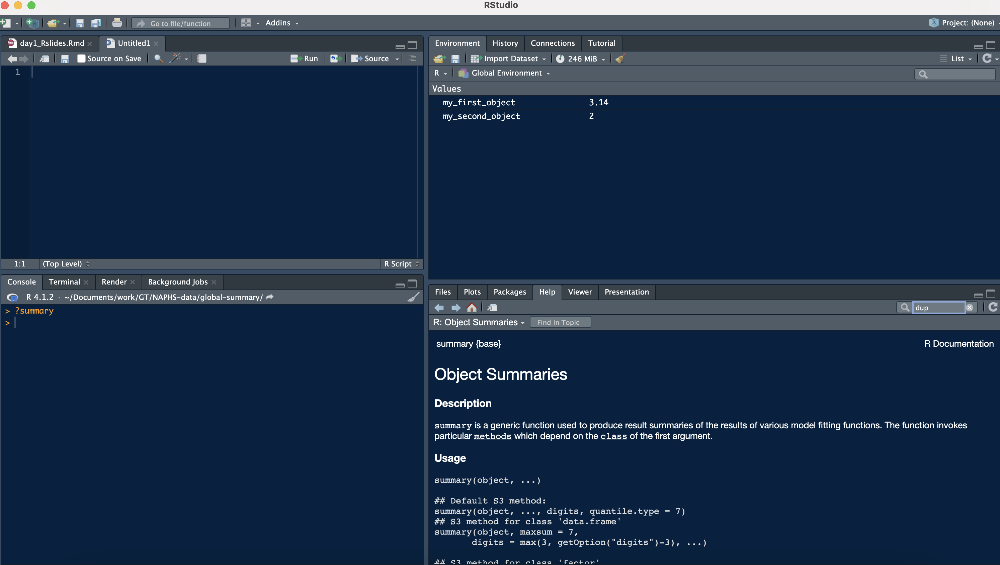 RStudio
Go to file/function
Addins
Project: (None)
day1_Rslides.Rmd
Untitled1
Source on Save
Run
Source
1
1:1
(Top Level)
R Script
Environment
History
Connections
Tutorial
Import Dataset
246 MiB
List
R
Global Environment
Values
my_first_object 3.14
my_second_object 2
Console
Terminal
Render
Background Jobs
R 4.1.2 · ~/Documents/work/GT/NAPHS-data/global-summary/
> ?summary
>
Files
Plots
Packages
Help
Viewer
Presentation
dup
R: Object Summaries
Find in Topic
summary {base}
R Documentation
Object Summaries
Description
summary is a generic function used to produce result summaries of the results of various model fitting functions. The function invokes
particular methods which depend on the class of the first argument.
Usage
summary(object, ...)
## Default S3 method:
summary(object, ..., digits, quantile.type = 7)
## S3 method for class 'data.frame'
summary(object, maxsum = 7,
digits = max(3, getOption("digits")-3), ...)
## S3 method for class 'factor'